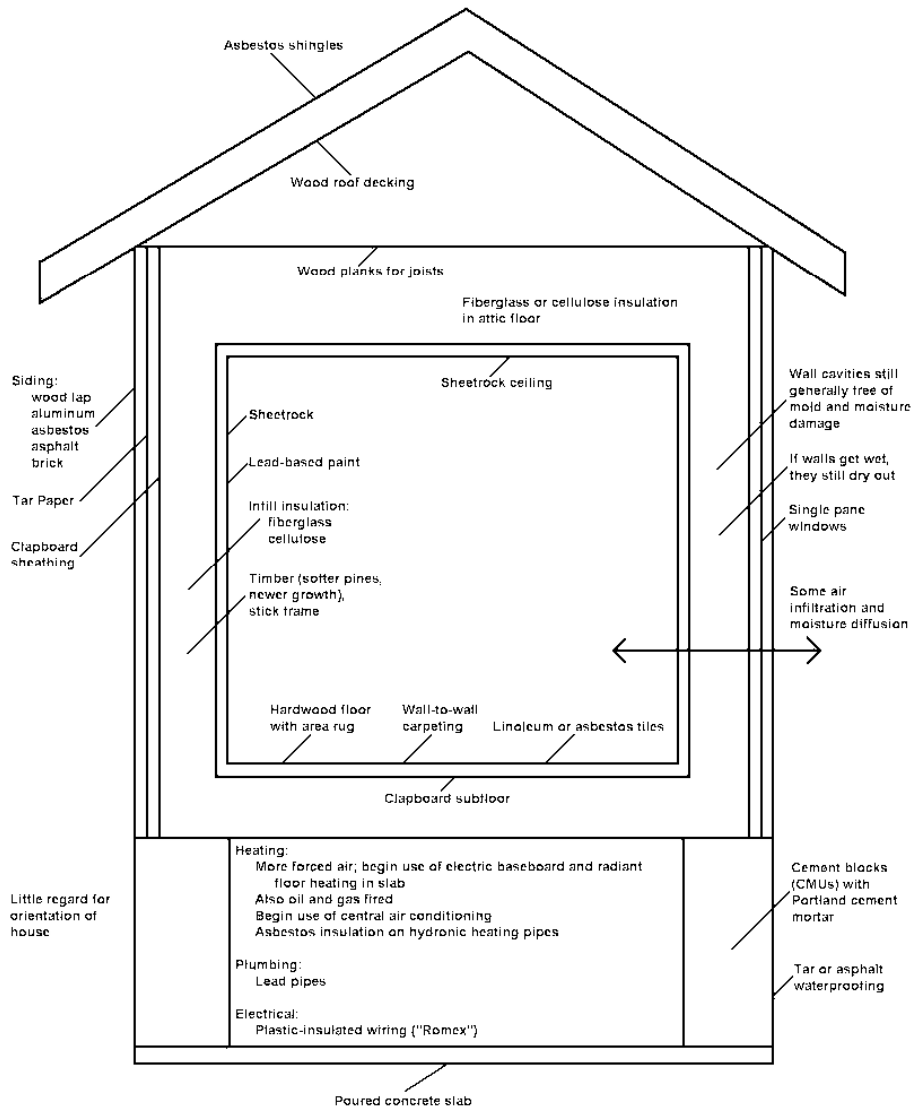 Asbestos shingles
Wood roof decking
Wood planks for joists
Fiberglass or cellulose insulation
in attic floor
Sheetrock ceiling
Siding:
wood lap
aluminum
asbestos
asphalt
brick
Tar Paper
Clapboard
sheathing
Sheetrock
Lead-based paint
Infill insulation:
fiberglass
cellulose
Timber (softer pines,
newer growth),
stick frame
Wall cavities still
generally free of
mold and moisture
damage
If walls get wet,
they still dry out
Single pane
windows
Some air
infiltration and
moisture diffusion
Hardwood floor
with area rug
Wall-to-wall
carpeting
Linoleum or asbestos tiles
Clapboard subfloor
Little regard for
orientation of
house
Heating:
More forced air; begin use of electric baseboard and radiant
floor heating in slab
Also oil and gas fired
Begin use of central air conditioning
Asbestos insulation on hydronic heating pipes
Plumbing:
Lead pipes
Electrical:
Plastic-insulated wiring ("Romex")
Cement blocks
(CMUs) with
Portland cement
mortar
Tar or asphalt
waterproofing
Poured concrete slab